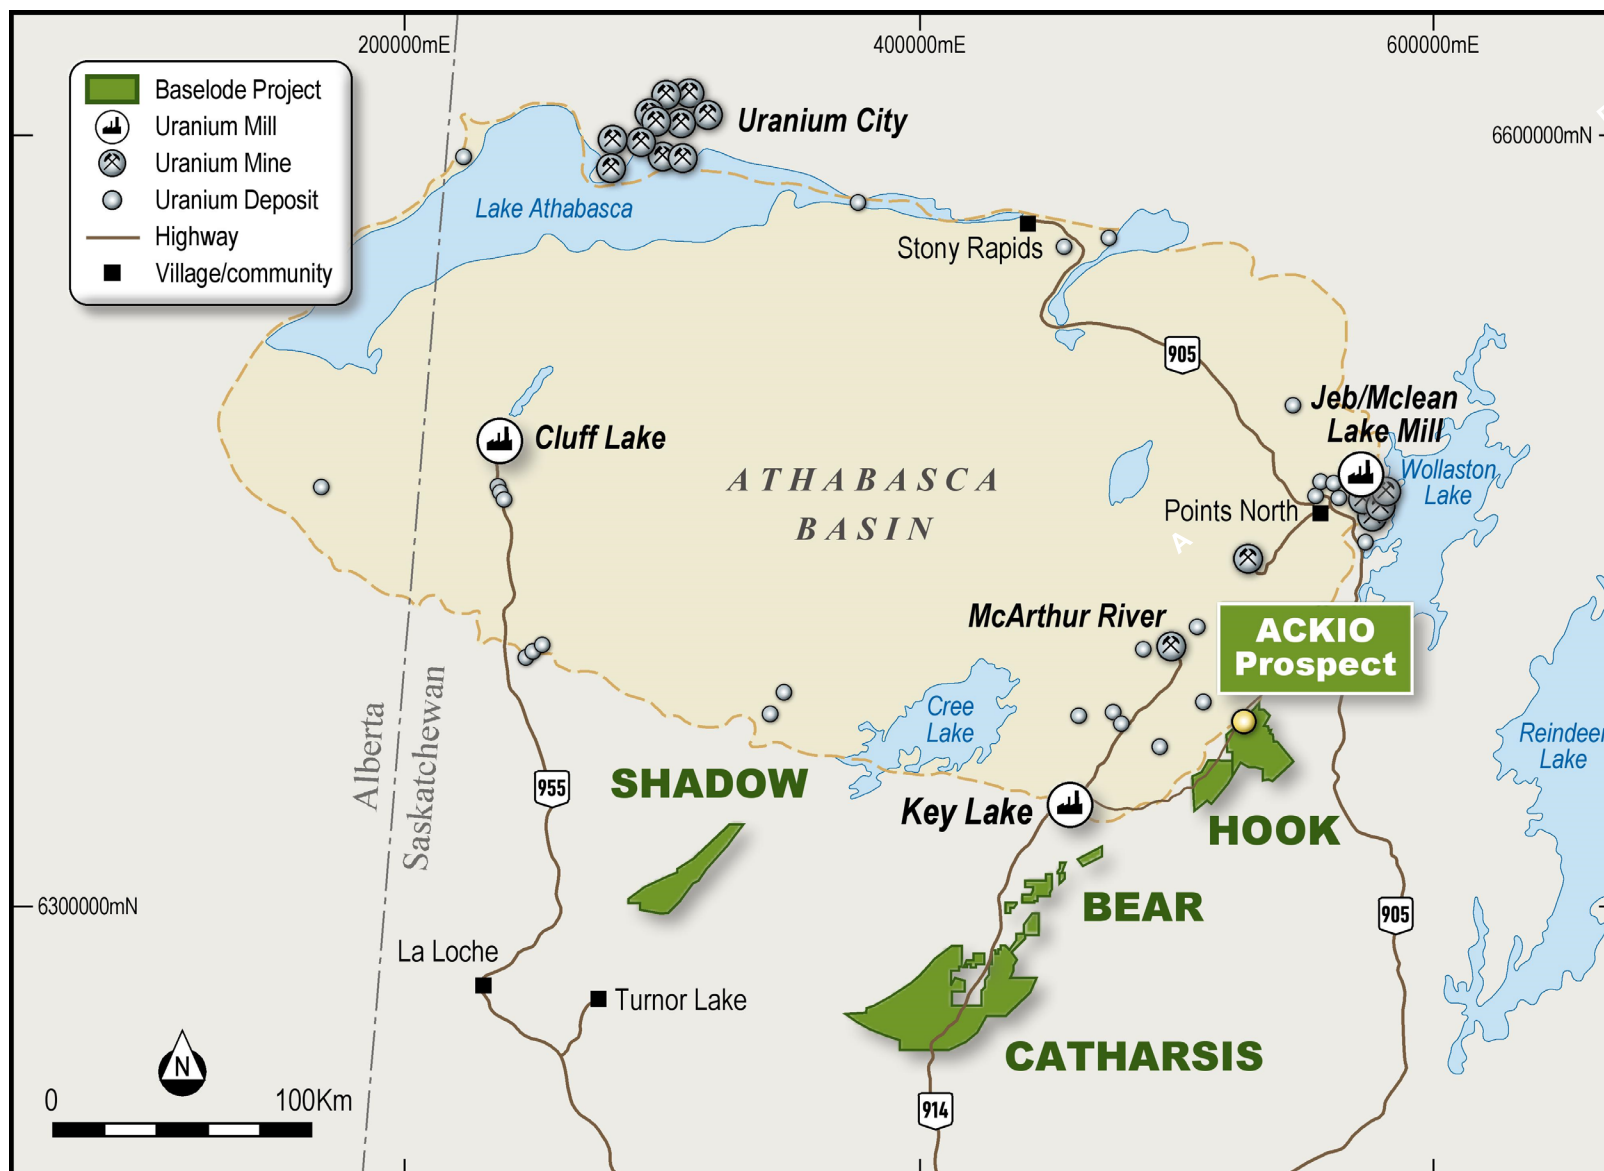 200000mE
400000mE
600000mE
Baselode Project
Uranium Mill
Uranium Mine
Uranium Deposit
Highway
Village/community
Uranium City
6600000mN
Lake Athabasca
Stony Rapids
905
Jeb/Mclean
Lake Mill
Cluff Lake
Wollaston
Lake
ATHABASCA
BASIN
Points North
A
McArthur River
ACKIO
Prospect
Alberta
Saskatchewan
Cree
Lake
Reindeer
Lake
955
SHADOW
Key Lake
HOOK
BEAR
6300000mN
905
La Loche
Turnor Lake
CATHARSIS
N
0
100Km
914